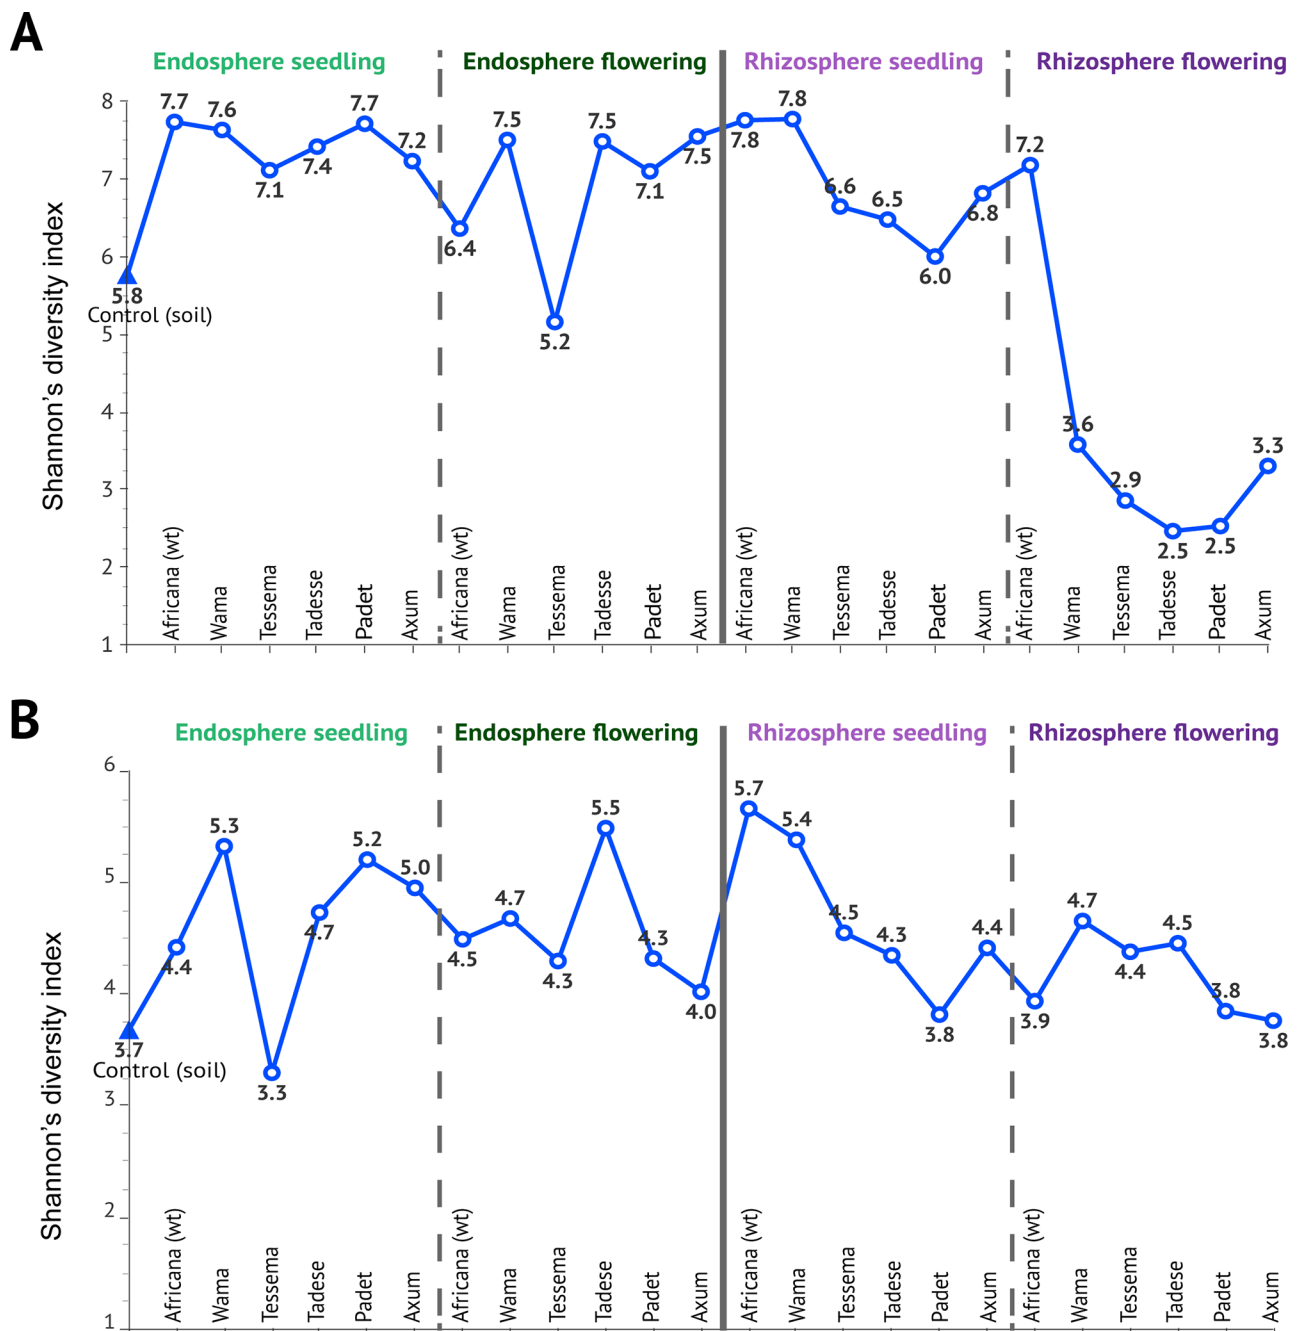 A
Endosphere seedling Endosphere flowering Rhizosphere seedling Rhizosphere flowering
Shannon's diversity index
8
7
6
5
4
3
2
1
5.8
Control (soil)
7.7 7.6 7.1 7.4 7.7 7.2 6.4 7.5 5.2 7.5 7.1 7.5 7.8 7.8 6.6 6.5 6.0 6.8 7.2 3.6 2.9 2.5 2.5 3.3
Africana (wt) Wama Tessema Tadesse Padet Axum Africana (wt) Wama Tessema Tadesse Padet Axum Africana (wt) Wama Tessema Tadesse Padet Axum Africana (wt) Wama Tessema Tadesse Padet Axum
B
Endosphere seedling Endosphere flowering Rhizosphere seedling Rhizosphere flowering
Shannon's diversity index
6
5
4
3
2
1
3.7
Control (soil)
4.4 5.3 3.3 4.7 5.2 5.0 4.5 4.7 4.3 5.5 4.3 4.0 5.7 5.4 4.5 4.3 3.8 4.4 3.9 4.7 4.4 4.5 3.8 3.8
Africana (wt) Wama Tessema Tadese Padet Axum Africana (wt) Wama Tessema Tadese Padet Axum Africana (wt) Wama Tessema Tadese Padet Axum Africana (wt) Wama Tessema Tadese Padet Axum